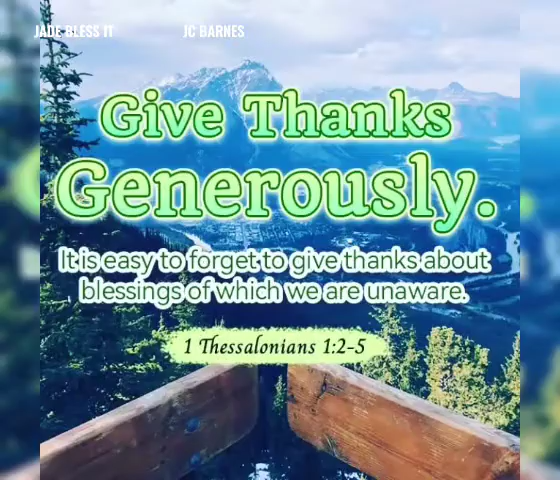 JADE BLESS IT JC BARNES
Give Thanks
Generously.
It is easy to forget to give thanks about
blessings of which we are unaware.
1 Thessalonians 1:2-5